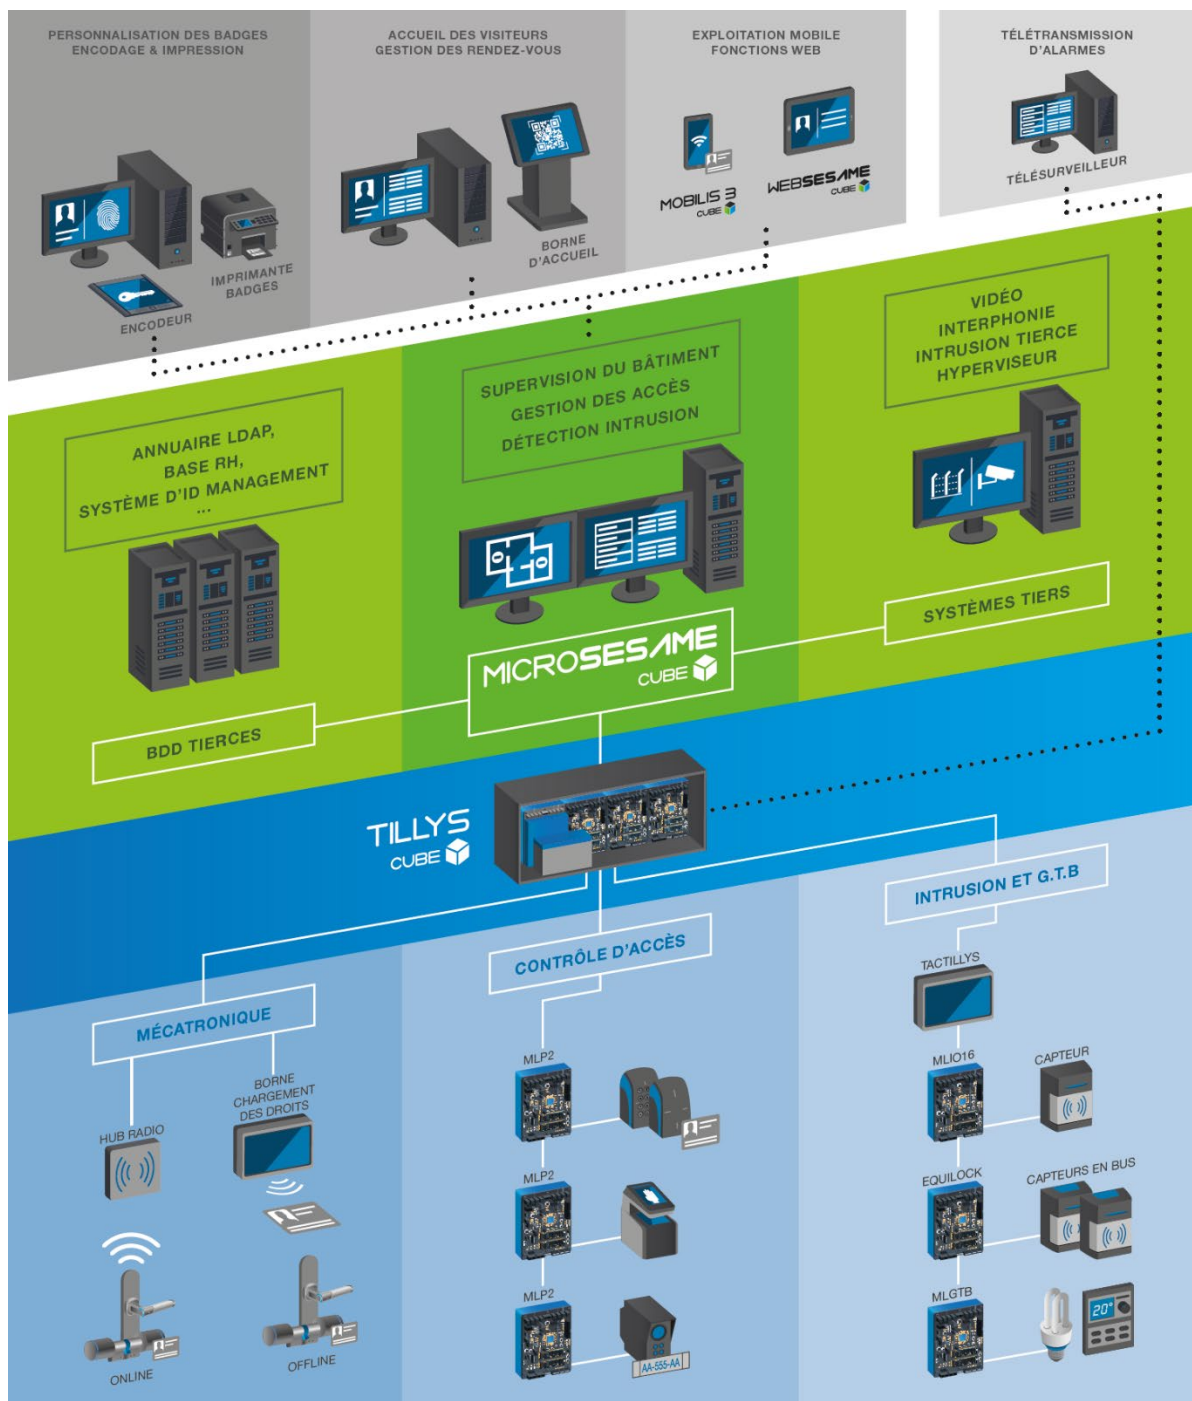 PERSONNALISATION DES BADGES
ENCODAGE & IMPRESSION
ACCUEIL DES VISITEURS
GESTION DES RENDEZ-VOUS
EXPLOITATION MOBILE
FONCTIONS WEB
TÉLÉTRANSMISSION
D'ALARMES
IMPRIMANTE
BADGES
ENCODEUR
BORNE
D'ACCUEIL
MOBILIS 3
CUBE
WEBSESAME
CUBE
TÉLÉSURVEILLEUR
ANNUAIRE LDAP,
BASE RH,
SYSTÈME D'ID MANAGEMENT
...
SUPERVISION DU BÂTIMENT
GESTION DES ACCÈS
DÉTECTION INTRUSION
VIDÉO
INTERPHONIE
INTRUSION TIERCE
HYPERVISEUR
BDD TIERCES
MICROSESAME
CUBE
SYSTÈMES TIERS
TILLYS
CUBE
MÉCATRONIQUE
CONTRÔLE D'ACCÈS
INTRUSION ET G.T.B
HUB RADIO
BORNE
CHARGEMENT
DES DROITS
ONLINE
OFFLINE
MLP2
MLP2
MLP2
AA-555-AA
TACTILLYS
MLIO16
CAPTEUR
EQUILOCK
CAPTEURS EN BUS
MLGTB
20°